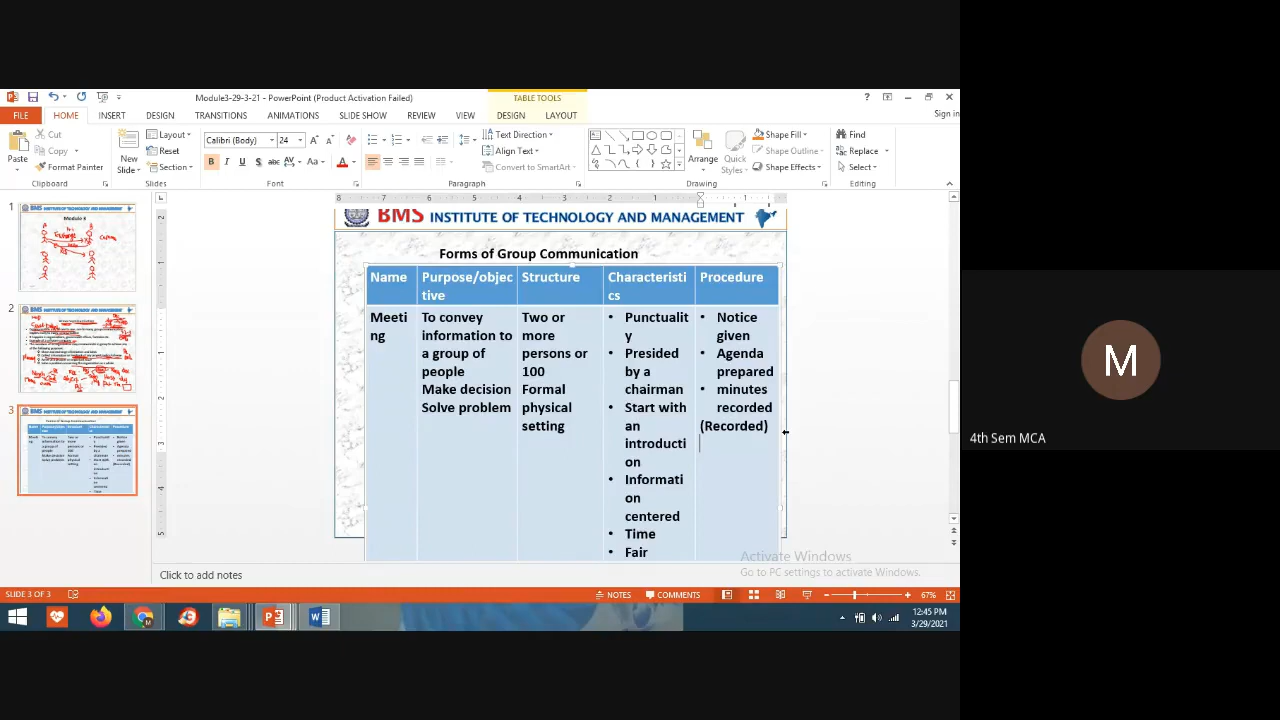 Module3-29-3-21 - PowerPoint (Product Activation Failed)
TABLE TOOLS
FILE HOME INSERT DESIGN TRANSITIONS ANIMATIONS SLIDE SHOW REVIEW VIEW DESIGN LAYOUT
Sign in
Paste
Cut
Copy
Format Painter
Clipboard
New
Slide
Layout
Reset
Section
Slides
Calibri (Body) 24
Font
Paragraph
Text Direction
Align Text
Convert to SmartArt
Arrange
Quick
Styles
Shape Fill
Shape Outline
Shape Effects
Drawing
Find
Replace
Select
Editing
1
Module 3
2
3
BMS INSTITUTE OF TECHNOLOGY AND MANAGEMENT
Forms of Group Communication
Name
Purpose/objec
tive
Structure
Characteristi
cs
Procedure
Meeti
ng
To convey
information to
a group of
people
Make decision
Solve problem
Two or
more
persons or
100
Formal
physical
setting
• Punctualit
y
• Presided
by a
chairman
• Start with
an
introducti
on
• Informati
on
centered
• Time
• Fair
• Notice
given
• Agenda
prepared
• minutes
recorded
(Recorded)
Activate Windows
Go to PC settings to activate Windows.
Click to add notes
SLIDE 3 OF 3
NOTES
COMMENTS
67%
12:45 PM
3/29/2021
M
4th Sem MCA